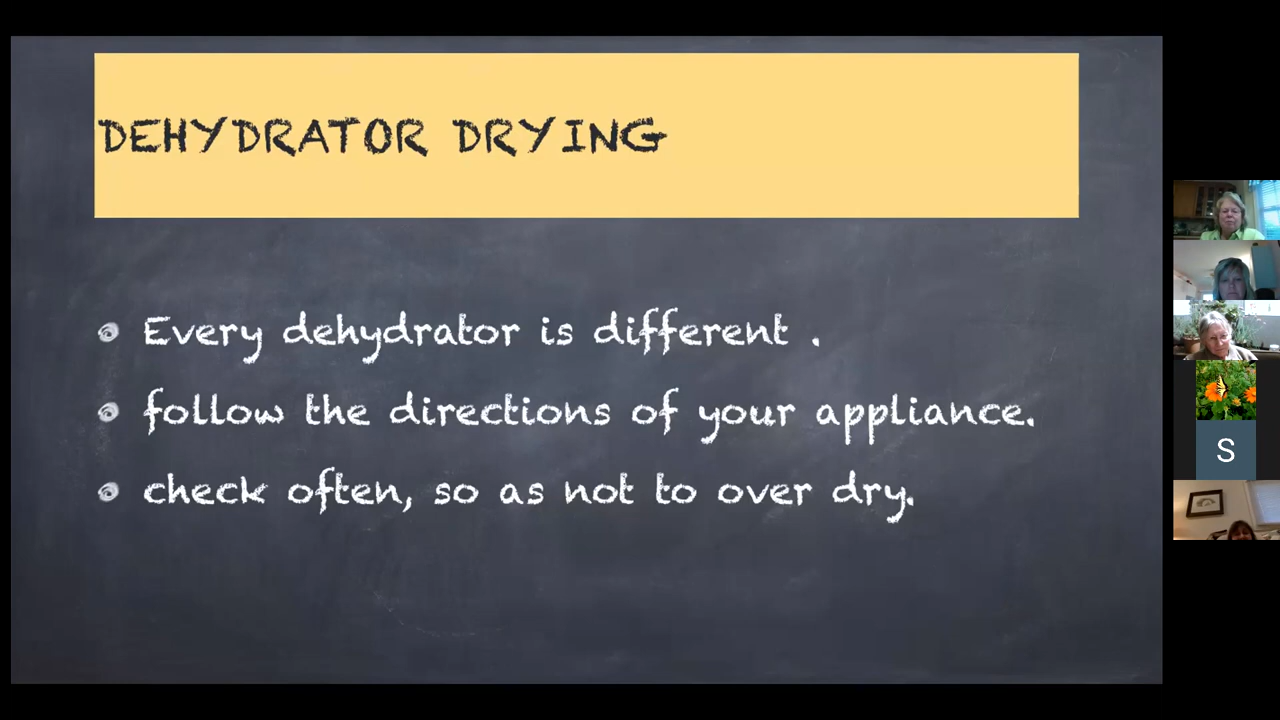 DEHYDRATOR DRYING
Every dehydrator is different .
follow the directions of your appliance.
check often, so as not to over dry.
S